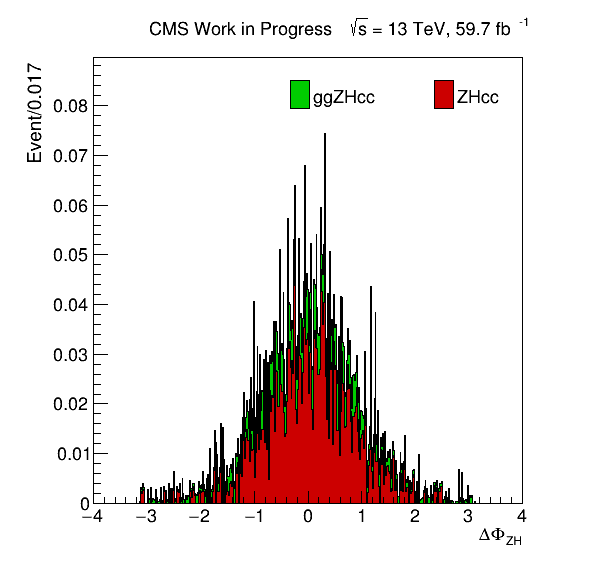 CMS Work in Progress √s = 13 TeV, 59.7 fb⁻¹
Event/0.017
ggZHcc ZHcc
0.08
0.07
0.06
0.05
0.04
0.03
0.02
0.01
0
−4 −3 −2 −1 0 1 2 3 4
ΔΦ_ZH